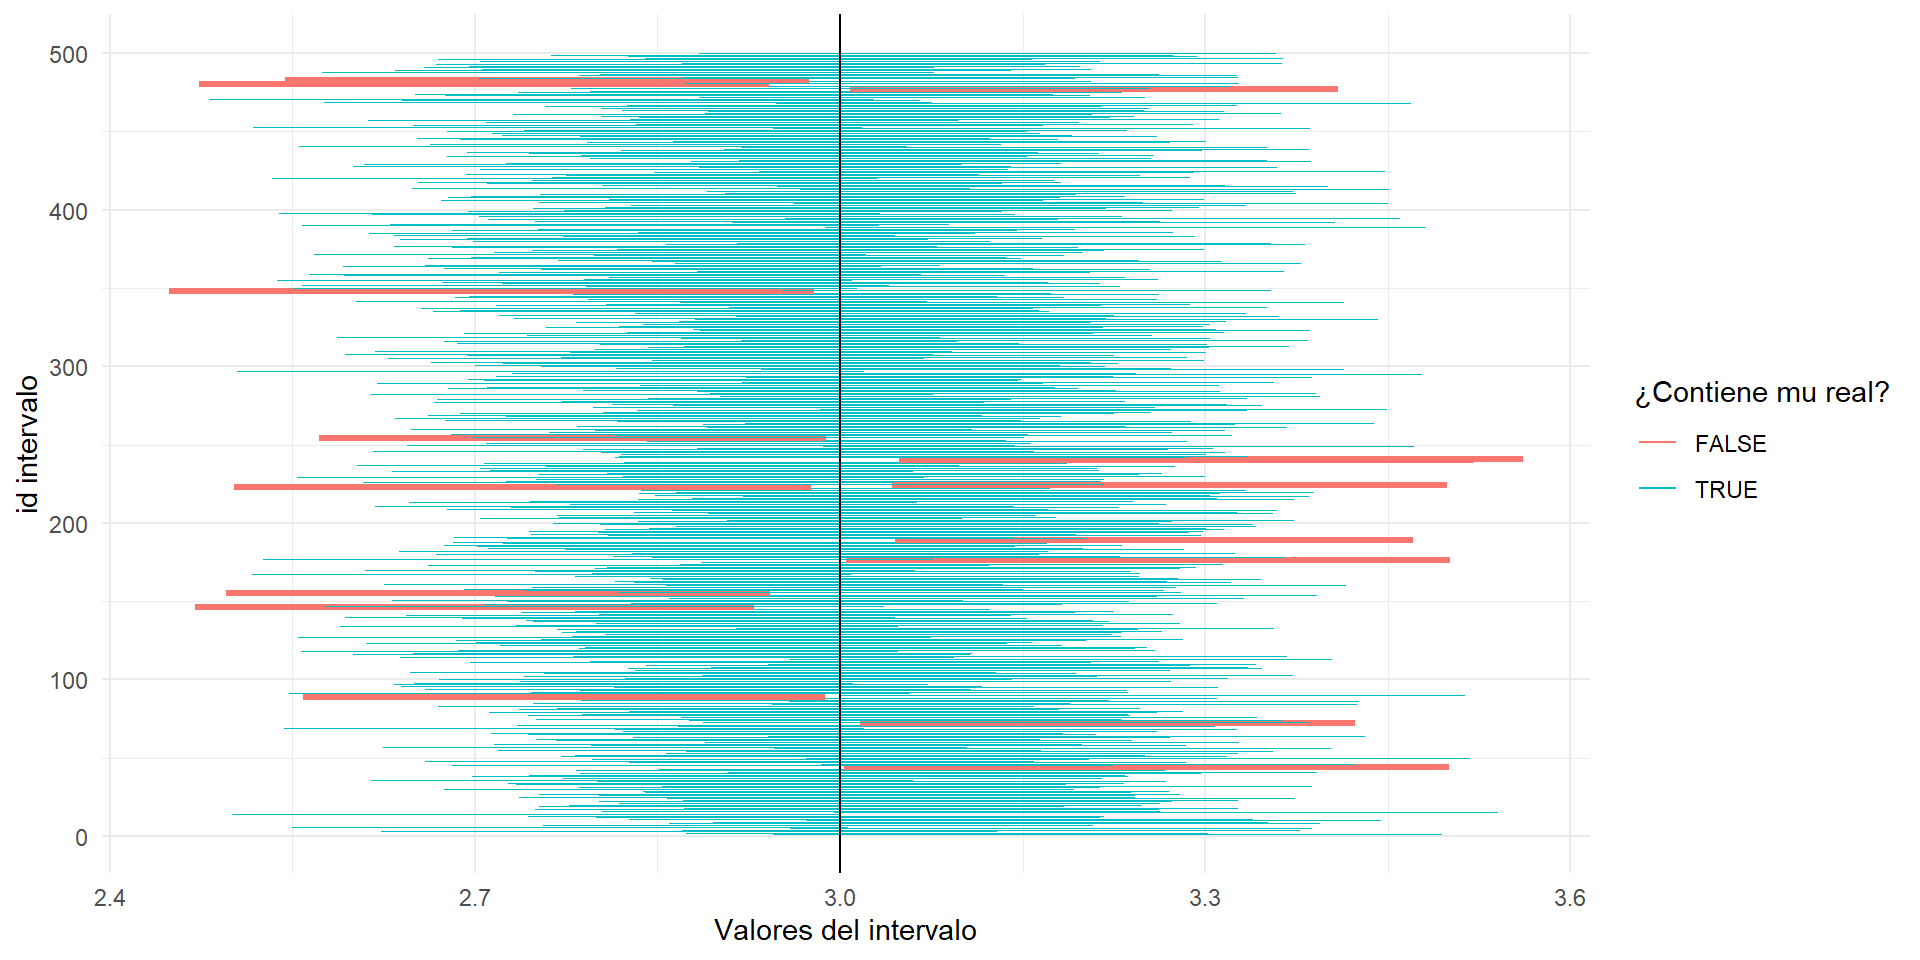 500
400
300
200
100
0
id intervalo
2.4 2.7 3.0 3.3 3.6
Valores del intervalo
¿Contiene mu real?
FALSE
TRUE